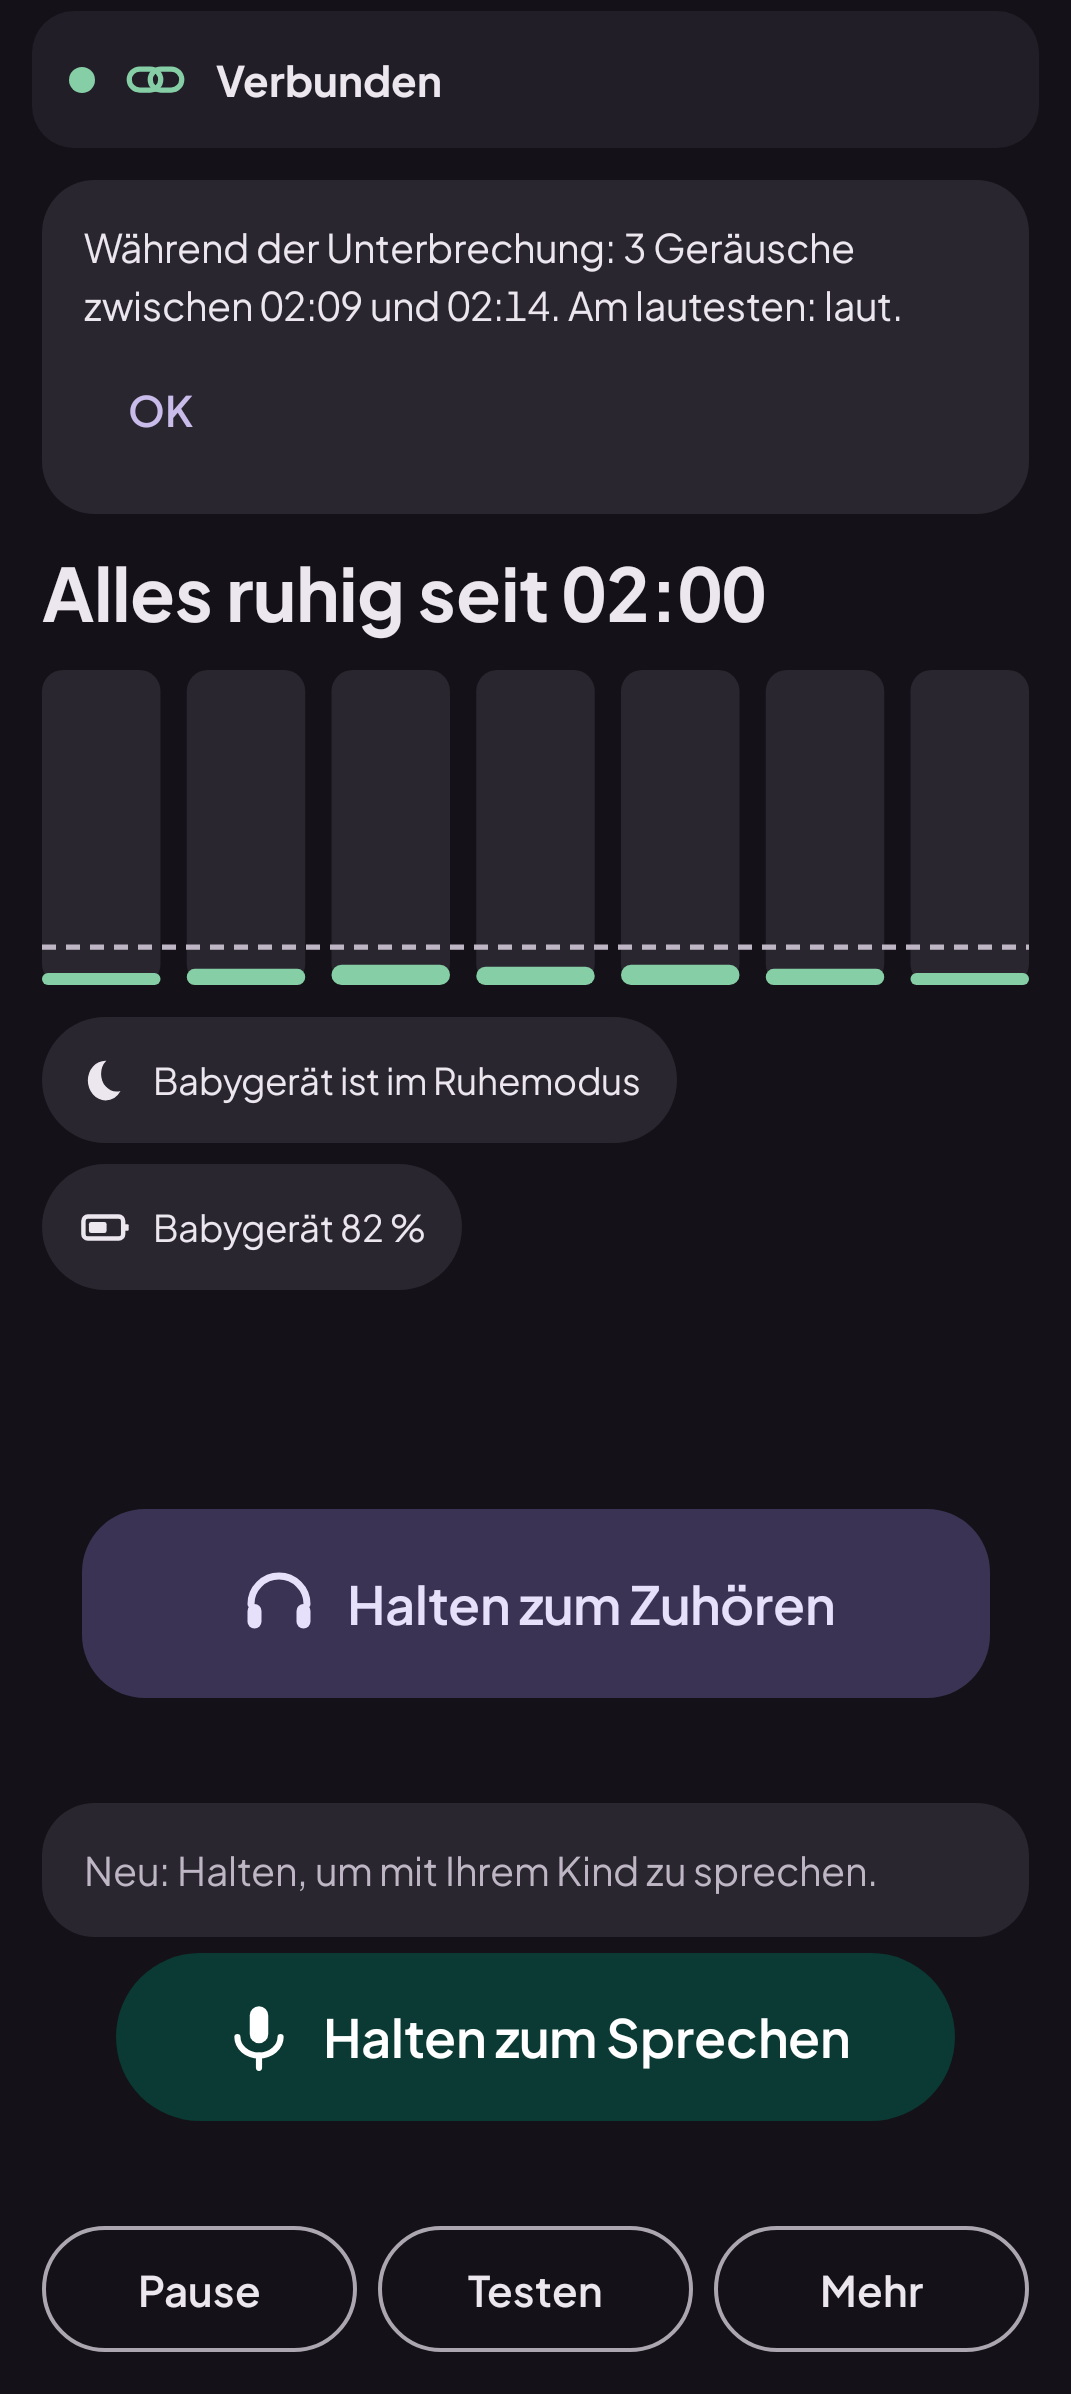 Verbunden
Während der Unterbrechung: 3 Geräusche
zwischen 02:09 und 02:14. Am lautesten: laut.
OK
Alles ruhig seit 02:00
Babygerät ist im Ruhemodus
Babygerät 82 %
Halten zum Zuhören
Neu: Halten, um mit Ihrem Kind zu sprechen.
Halten zum Sprechen
Pause
Testen
Mehr